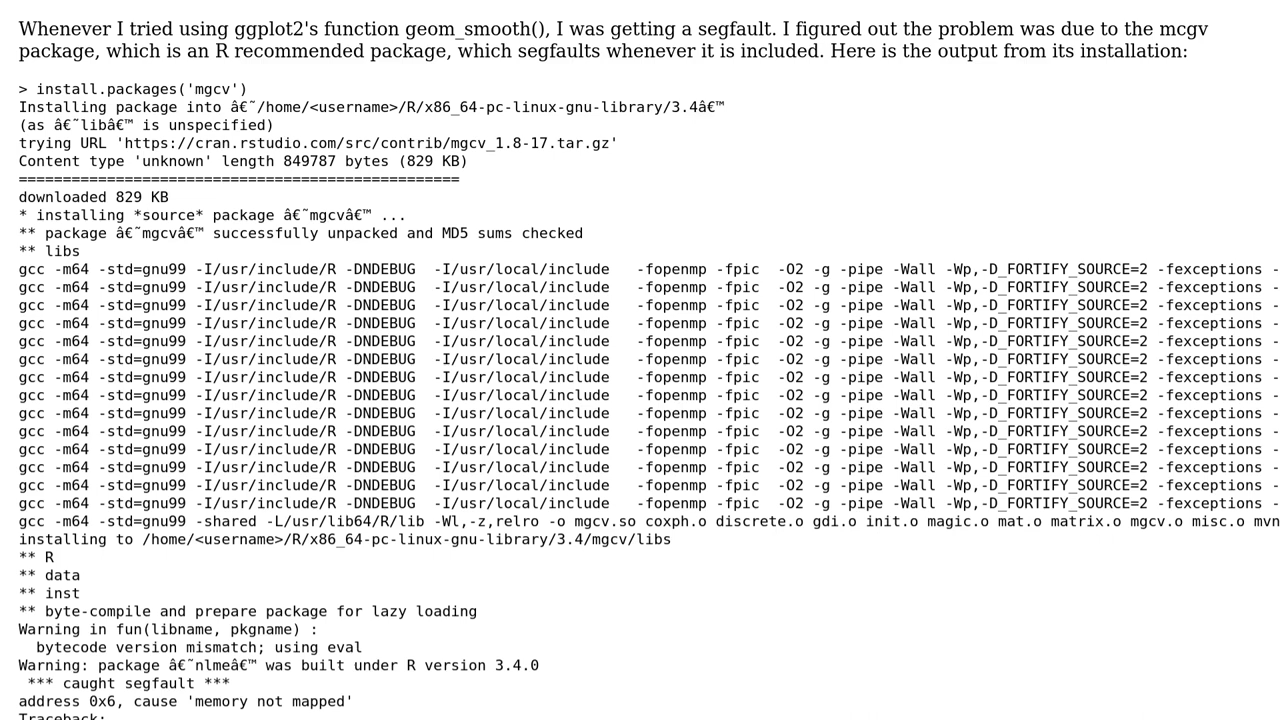 Whenever I tried using ggplot2's function geom_smooth(), I was getting a segfault. I figured out the problem was due to the mcgv
package, which is an R recommended package, which segfaults whenever it is included. Here is the output from its installation:
> install.packages('mgcv')
Installing package into â€˜/home/<username>/R/x86_64-pc-linux-gnu-library/3.4â€™
(as â€˜libâ€™ is unspecified)
trying URL 'https://cran.rstudio.com/src/contrib/mgcv_1.8-17.tar.gz'
Content type 'unknown' length 849787 bytes (829 KB)
==================================================
downloaded 829 KB
* installing *source* package â€˜mgcvâ€™ ...
** package â€˜mgcvâ€™ successfully unpacked and MD5 sums checked
** libs
gcc -m64 -std=gnu99 -I/usr/include/R -DNDEBUG  -I/usr/local/include   -fopenmp -fpic  -O2 -g -pipe -Wall -Wp,-D_FORTIFY_SOURCE=2 -fexceptions -
gcc -m64 -std=gnu99 -I/usr/include/R -DNDEBUG  -I/usr/local/include   -fopenmp -fpic  -O2 -g -pipe -Wall -Wp,-D_FORTIFY_SOURCE=2 -fexceptions -
gcc -m64 -std=gnu99 -I/usr/include/R -DNDEBUG  -I/usr/local/include   -fopenmp -fpic  -O2 -g -pipe -Wall -Wp,-D_FORTIFY_SOURCE=2 -fexceptions -
gcc -m64 -std=gnu99 -I/usr/include/R -DNDEBUG  -I/usr/local/include   -fopenmp -fpic  -O2 -g -pipe -Wall -Wp,-D_FORTIFY_SOURCE=2 -fexceptions -
gcc -m64 -std=gnu99 -I/usr/include/R -DNDEBUG  -I/usr/local/include   -fopenmp -fpic  -O2 -g -pipe -Wall -Wp,-D_FORTIFY_SOURCE=2 -fexceptions -
gcc -m64 -std=gnu99 -I/usr/include/R -DNDEBUG  -I/usr/local/include   -fopenmp -fpic  -O2 -g -pipe -Wall -Wp,-D_FORTIFY_SOURCE=2 -fexceptions -
gcc -m64 -std=gnu99 -I/usr/include/R -DNDEBUG  -I/usr/local/include   -fopenmp -fpic  -O2 -g -pipe -Wall -Wp,-D_FORTIFY_SOURCE=2 -fexceptions -
gcc -m64 -std=gnu99 -I/usr/include/R -DNDEBUG  -I/usr/local/include   -fopenmp -fpic  -O2 -g -pipe -Wall -Wp,-D_FORTIFY_SOURCE=2 -fexceptions -
gcc -m64 -std=gnu99 -I/usr/include/R -DNDEBUG  -I/usr/local/include   -fopenmp -fpic  -O2 -g -pipe -Wall -Wp,-D_FORTIFY_SOURCE=2 -fexceptions -
gcc -m64 -std=gnu99 -I/usr/include/R -DNDEBUG  -I/usr/local/include   -fopenmp -fpic  -O2 -g -pipe -Wall -Wp,-D_FORTIFY_SOURCE=2 -fexceptions -
gcc -m64 -std=gnu99 -I/usr/include/R -DNDEBUG  -I/usr/local/include   -fopenmp -fpic  -O2 -g -pipe -Wall -Wp,-D_FORTIFY_SOURCE=2 -fexceptions -
gcc -m64 -std=gnu99 -I/usr/include/R -DNDEBUG  -I/usr/local/include   -fopenmp -fpic  -O2 -g -pipe -Wall -Wp,-D_FORTIFY_SOURCE=2 -fexceptions -
gcc -m64 -std=gnu99 -I/usr/include/R -DNDEBUG  -I/usr/local/include   -fopenmp -fpic  -O2 -g -pipe -Wall -Wp,-D_FORTIFY_SOURCE=2 -fexceptions -
gcc -m64 -std=gnu99 -I/usr/include/R -DNDEBUG  -I/usr/local/include   -fopenmp -fpic  -O2 -g -pipe -Wall -Wp,-D_FORTIFY_SOURCE=2 -fexceptions -
gcc -m64 -std=gnu99 -shared -L/usr/lib64/R/lib -Wl,-z,relro -o mgcv.so coxph.o discrete.o gdi.o init.o magic.o mat.o matrix.o mgcv.o misc.o mvn
installing to /home/<username>/R/x86_64-pc-linux-gnu-library/3.4/mgcv/libs
** R
** data
** inst
** byte-compile and prepare package for lazy loading
Warning in fun(libname, pkgname) :
  bytecode version mismatch; using eval
Warning: package â€˜nlmeâ€™ was built under R version 3.4.0
 *** caught segfault ***
address 0x6, cause 'memory not mapped'
Traceback: